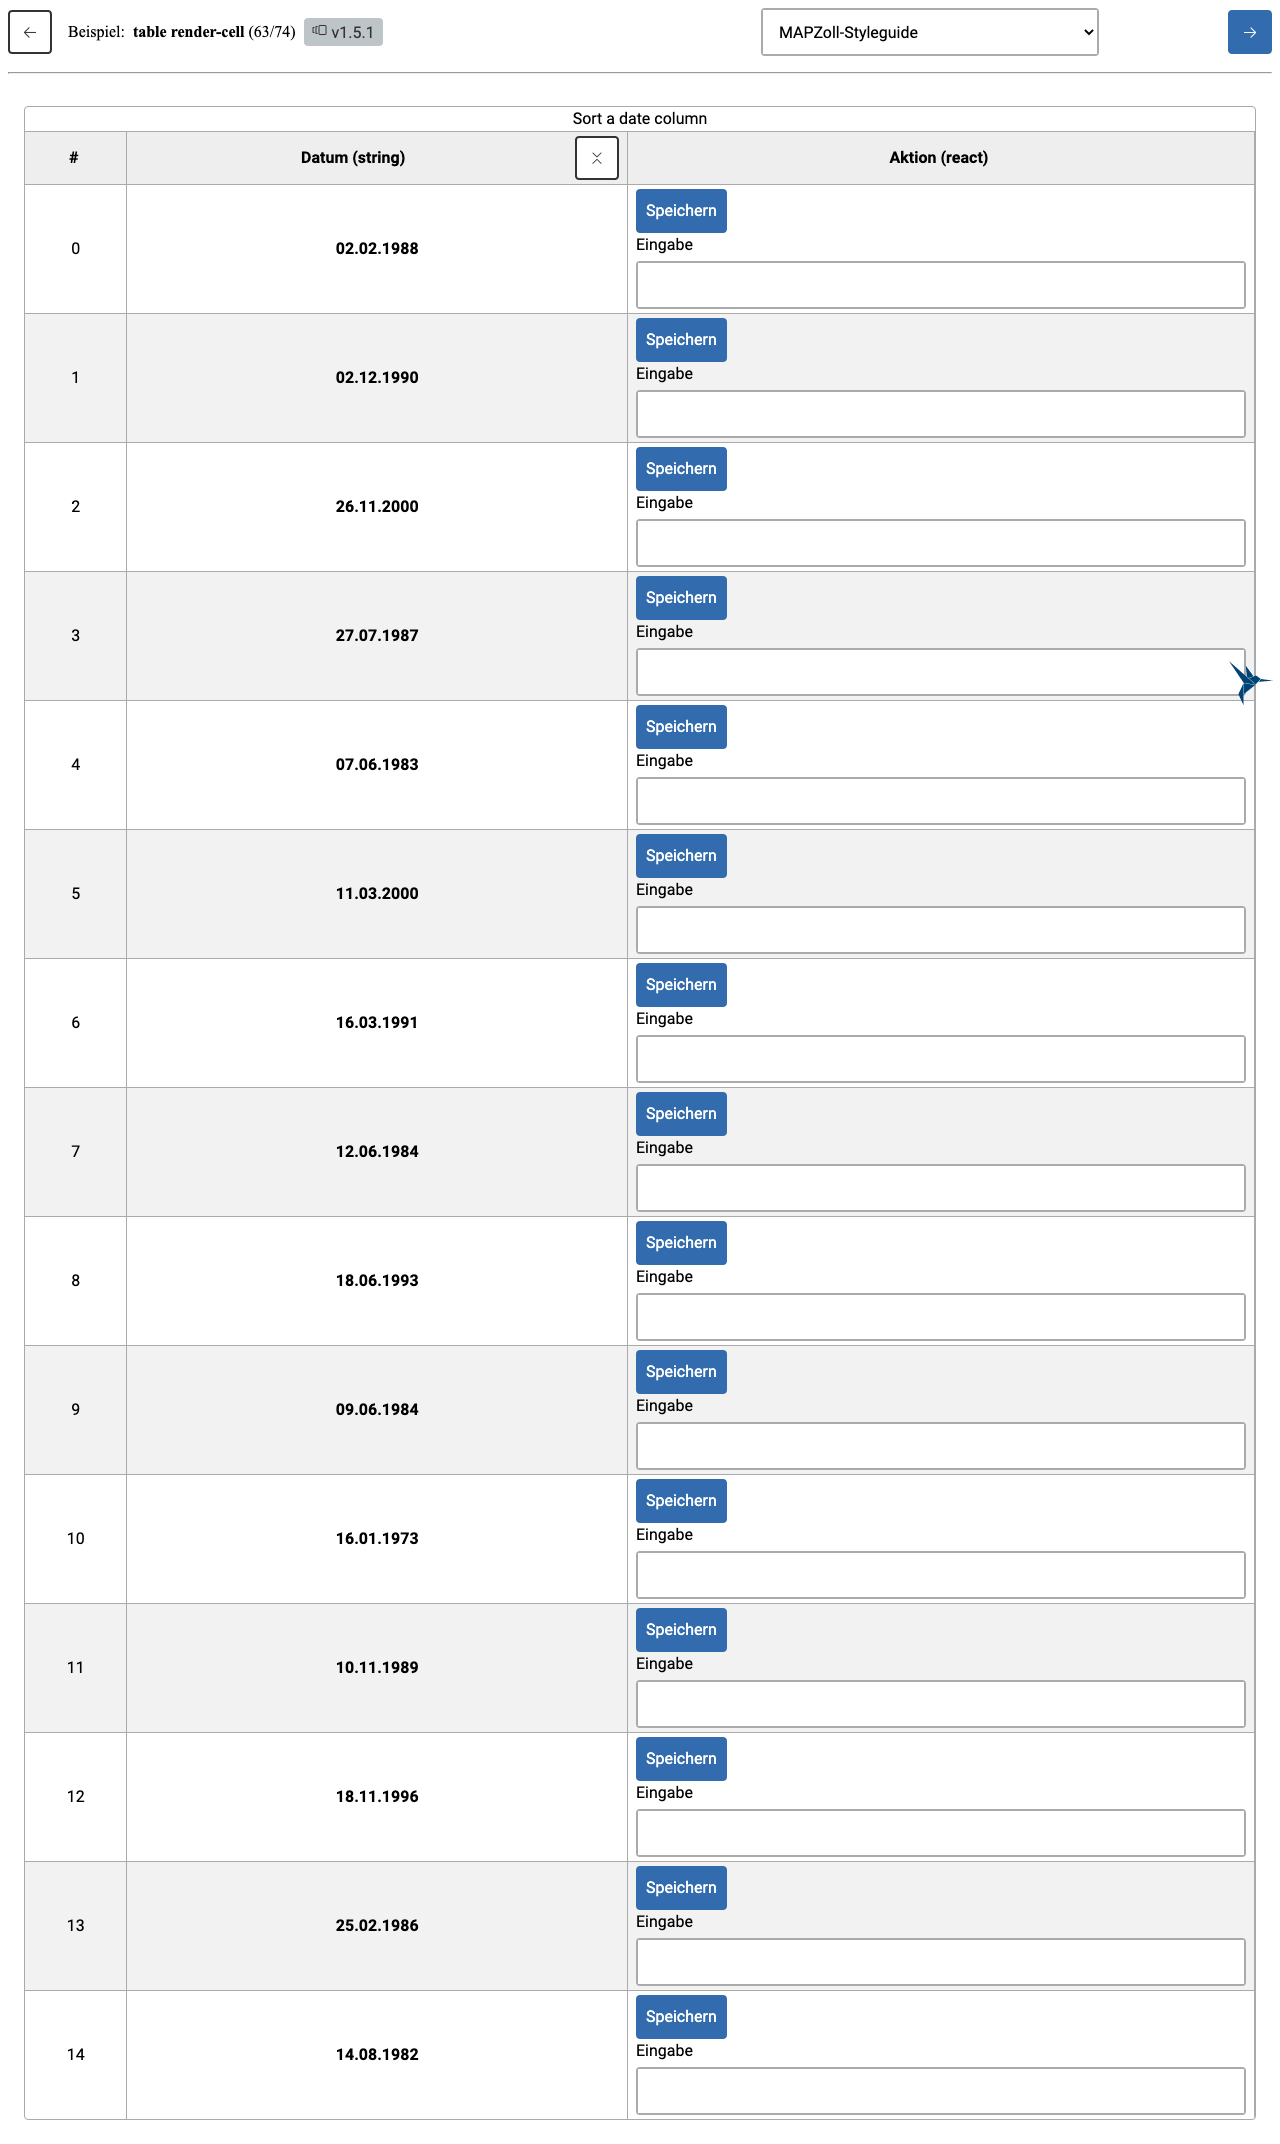 Beispiel: table render-cell (63/74) v1.5.1 MAPZoll-Styleguide
Sort a date column
# Datum (string) Aktion (react)
Speichern
0 02.02.1988
Eingabe
Speichern
1 02.12.1990
Eingabe
Speichern
2 26.11.2000
Eingabe
Speichern
3 27.07.1987
Eingabe
Speichern
4 07.06.1983
Eingabe
Speichern
5 11.03.2000
Eingabe
Speichern
6 16.03.1991
Eingabe
Speichern
7 12.06.1984
Eingabe
Speichern
8 18.06.1993
Eingabe
Speichern
9 09.06.1984
Eingabe
Speichern
10 16.01.1973
Eingabe
Speichern
11 10.11.1989
Eingabe
Speichern
12 18.11.1996
Eingabe
Speichern
13 25.02.1986
Eingabe
Speichern
14 14.08.1982
Eingabe